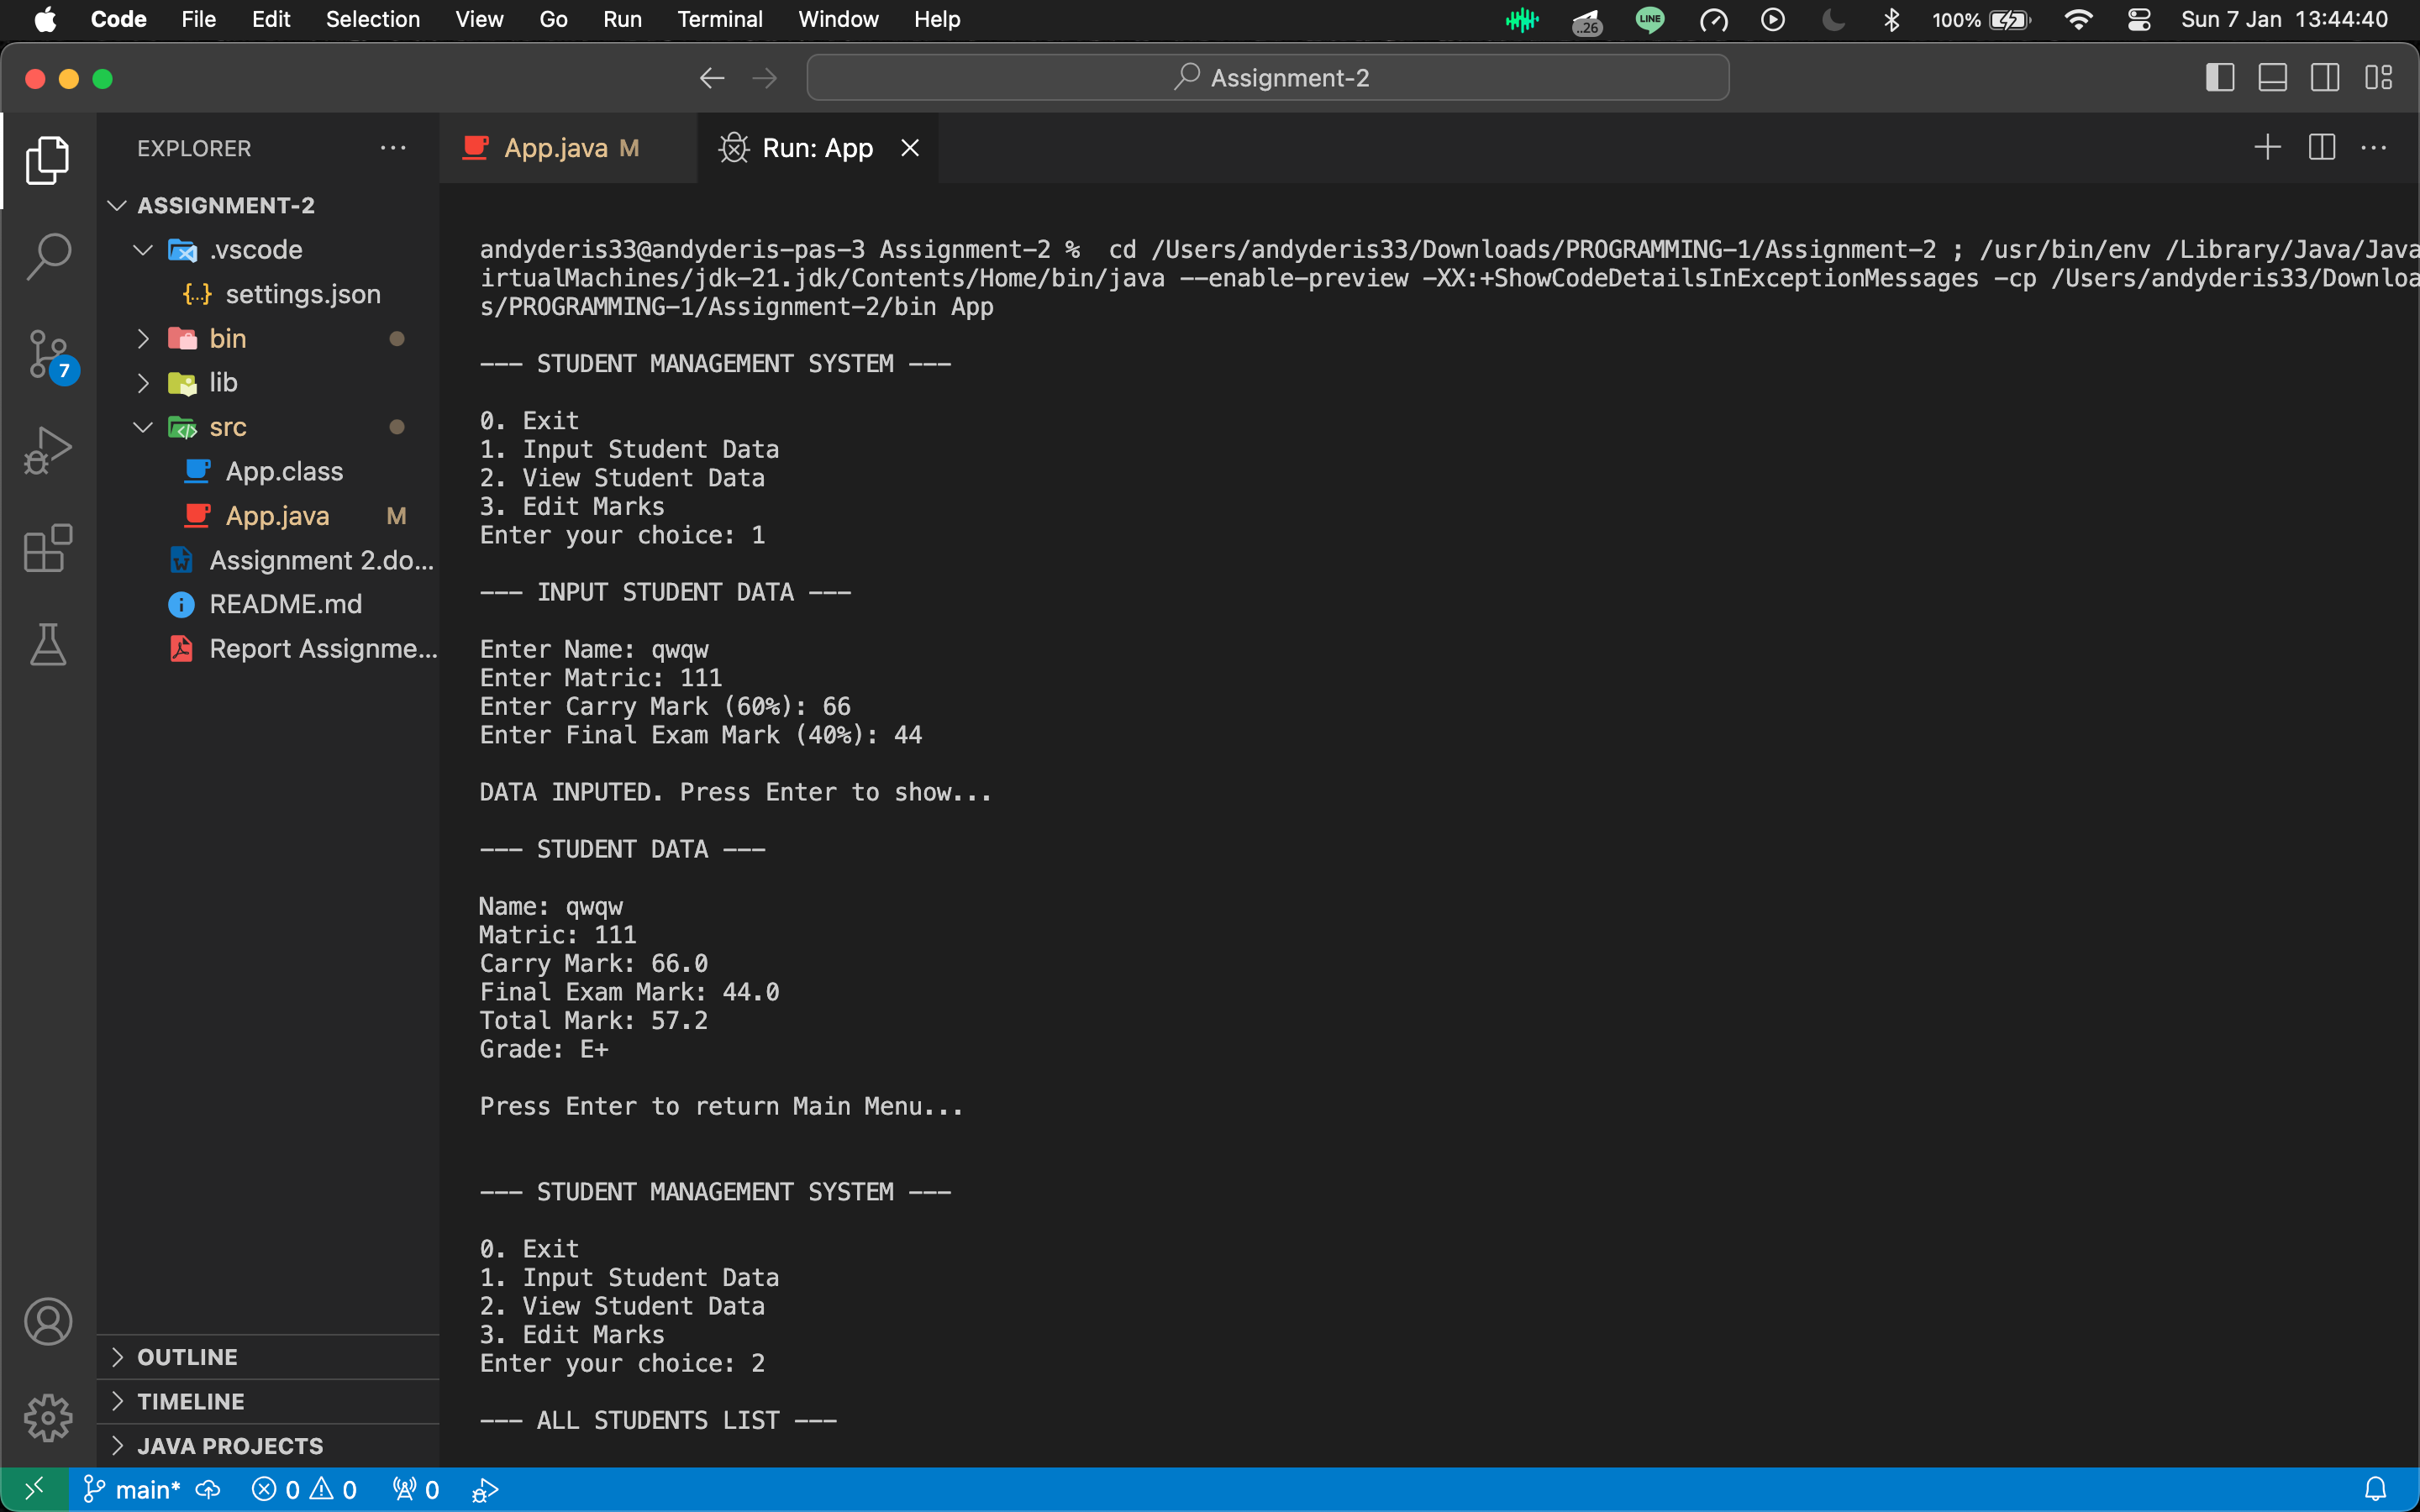 Code File Edit Selection View Go Run Terminal Window Help ..26 LINE 100% Sun 7 Jan 13:44:40
Assignment-2
EXPLORER
App.java M
Run: App
ASSIGNMENT-2
.vscode
{..} settings.json
bin
lib
src
App.class
App.java M
Assignment 2.do...
README.md
Report Assignme...
7
OUTLINE
TIMELINE
JAVA PROJECTS
andyderis33@andyderis-pas-3 Assignment-2 %  cd /Users/andyderis33/Downloads/PROGRAMMING-1/Assignment-2 ; /usr/bin/env /Library/Java/Java
irtualMachines/jdk-21.jdk/Contents/Home/bin/java --enable-preview -XX:+ShowCodeDetailsInExceptionMessages -cp /Users/andyderis33/Downloa
s/PROGRAMMING-1/Assignment-2/bin App
--- STUDENT MANAGEMENT SYSTEM ---
0. Exit
1. Input Student Data
2. View Student Data
3. Edit Marks
Enter your choice: 1
--- INPUT STUDENT DATA ---
Enter Name: qwqw
Enter Matric: 111
Enter Carry Mark (60%): 66
Enter Final Exam Mark (40%): 44
DATA INPUTED. Press Enter to show...
--- STUDENT DATA ---
Name: qwqw
Matric: 111
Carry Mark: 66.0
Final Exam Mark: 44.0
Total Mark: 57.2
Grade: E+
Press Enter to return Main Menu...
--- STUDENT MANAGEMENT SYSTEM ---
0. Exit
1. Input Student Data
2. View Student Data
3. Edit Marks
Enter your choice: 2
--- ALL STUDENTS LIST ---
main* 0 0 0